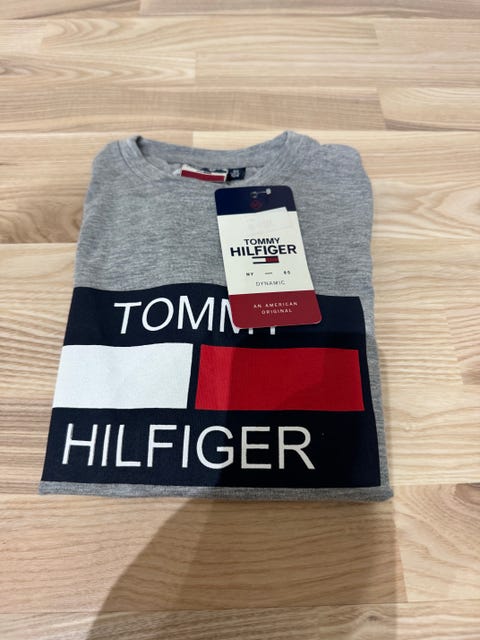 TOMMY
HILFIGER
NY — 85
DYNAMIC
AN AMERICAN
ORIGINAL
TOMMY
HILFIGER